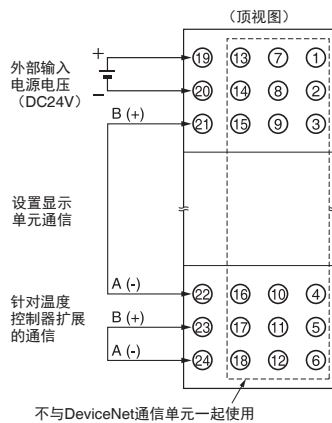 （顶视图）
+
外部输入
电源电压
（DC24V）
−
B (+)
19 13 7 1
20 14 8 2
21 15 9 3
设置显示
单元通信
A (-)
针对温度
控制器扩展
的通信
B (+)
A (-)
22 16 10 4
23 17 11 5
24 18 12 6
不与DeviceNet通信单元一起使用